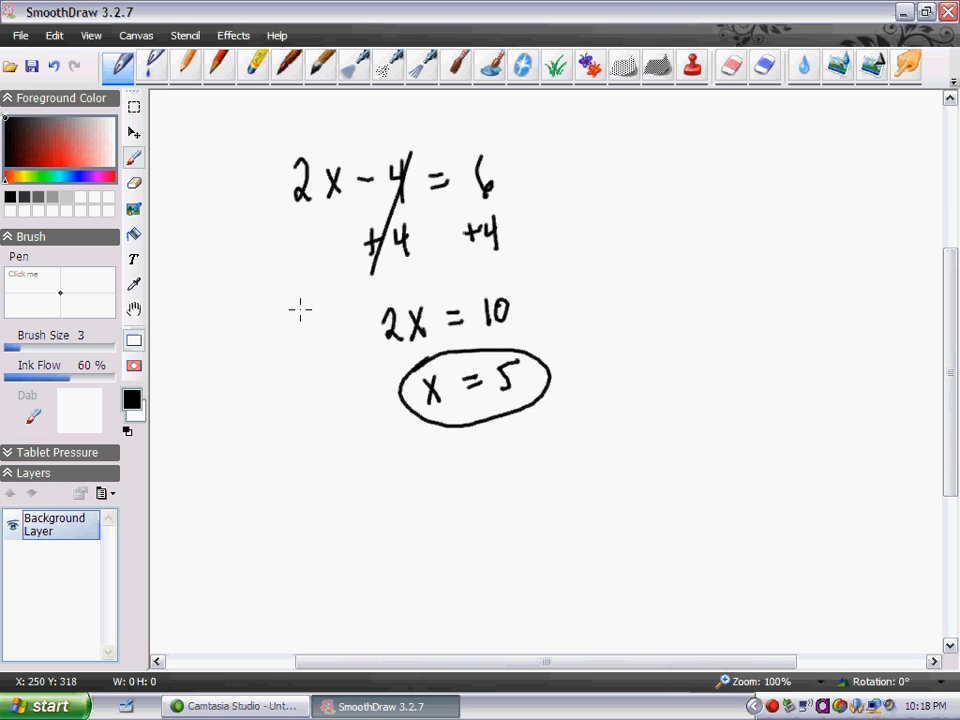 SmoothDraw 3.2.7
File Edit View Canvas Stencil Effects Help
Foreground Color
Brush
Pen
Click me
Brush Size 3
Ink Flow 60 %
Dab
Tablet Pressure
Layers
Background
Layer
2x - 4 = 6
+4 +4
2x = 10
x = 5
X: 250 Y: 318 W: 0 H: 0 Zoom: 100% Rotation: 0°
start Camtasia Studio - Unt... SmoothDraw 3.2.7 10:18 PM